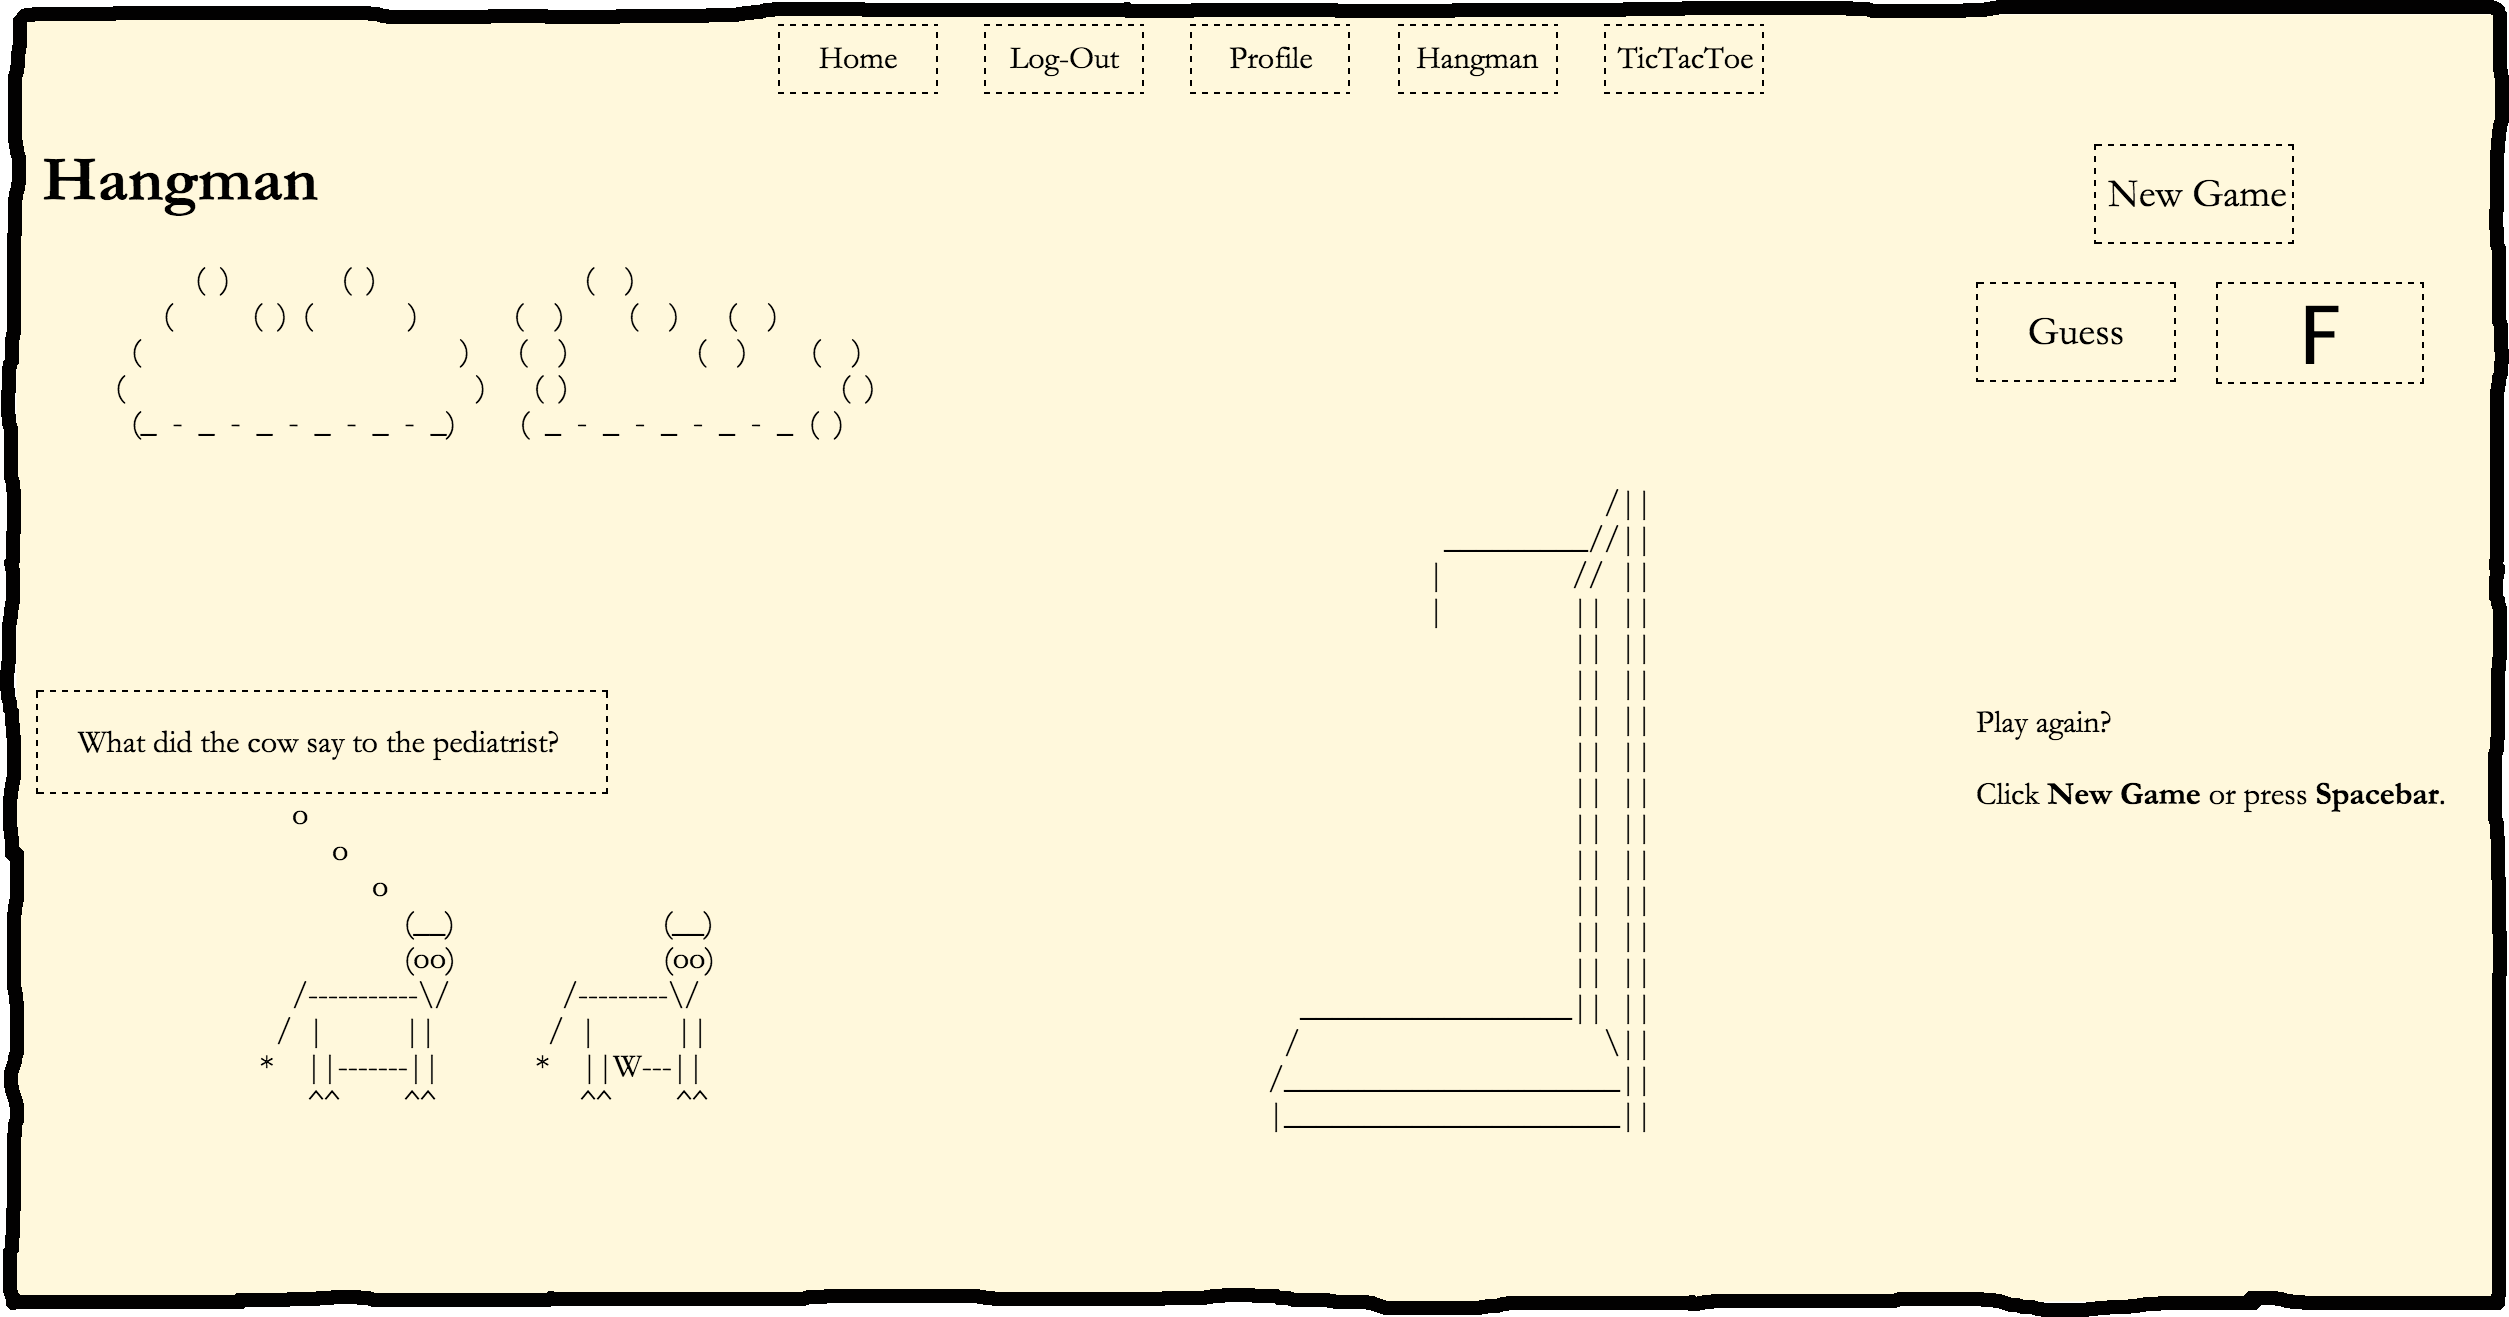 Home Log-Out Profile Hangman TicTacToe
Hangman
New Game
Guess F
What did the cow say to the pediatrist?
Play again?
Click New Game or press Spacebar.